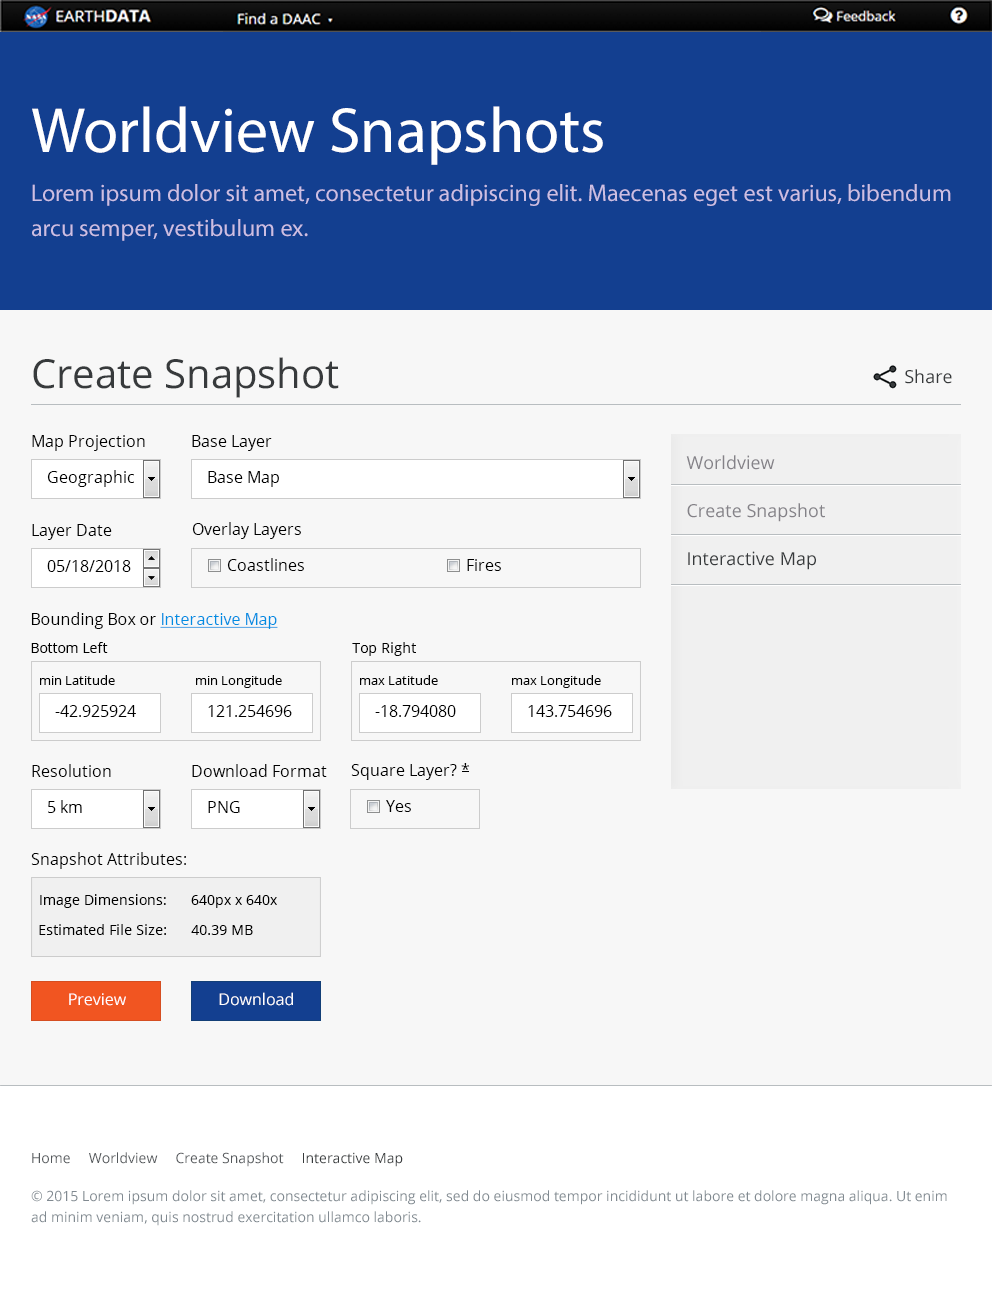 EARTHDATA
Find a DAAC
Feedback
?
Worldview Snapshots
Lorem ipsum dolor sit amet, consectetur adipiscing elit. Maecenas eget est varius, bibendum
arcu semper, vestibulum ex.
Create Snapshot
Share
Map Projection
Base Layer
Geographic
Base Map
Worldview
Create Snapshot
Interactive Map
Layer Date
Overlay Layers
05/18/2018
Coastlines
Fires
Bounding Box or Interactive Map
Bottom Left
Top Right
min Latitude
min Longitude
max Latitude
max Longitude
-42.925924
121.254696
-18.794080
143.754696
Resolution
Download Format
Square Layer? *
5 km
PNG
Yes
Snapshot Attributes:
Image Dimensions: 640px x 640x
Estimated File Size: 40.39 MB
Preview
Download
Home Worldview Create Snapshot Interactive Map
© 2015 Lorem ipsum dolor sit amet, consectetur adipiscing elit, sed do eiusmod tempor incididunt ut labore et dolore magna aliqua. Ut enim
ad minim veniam, quis nostrud exercitation ullamco laboris.